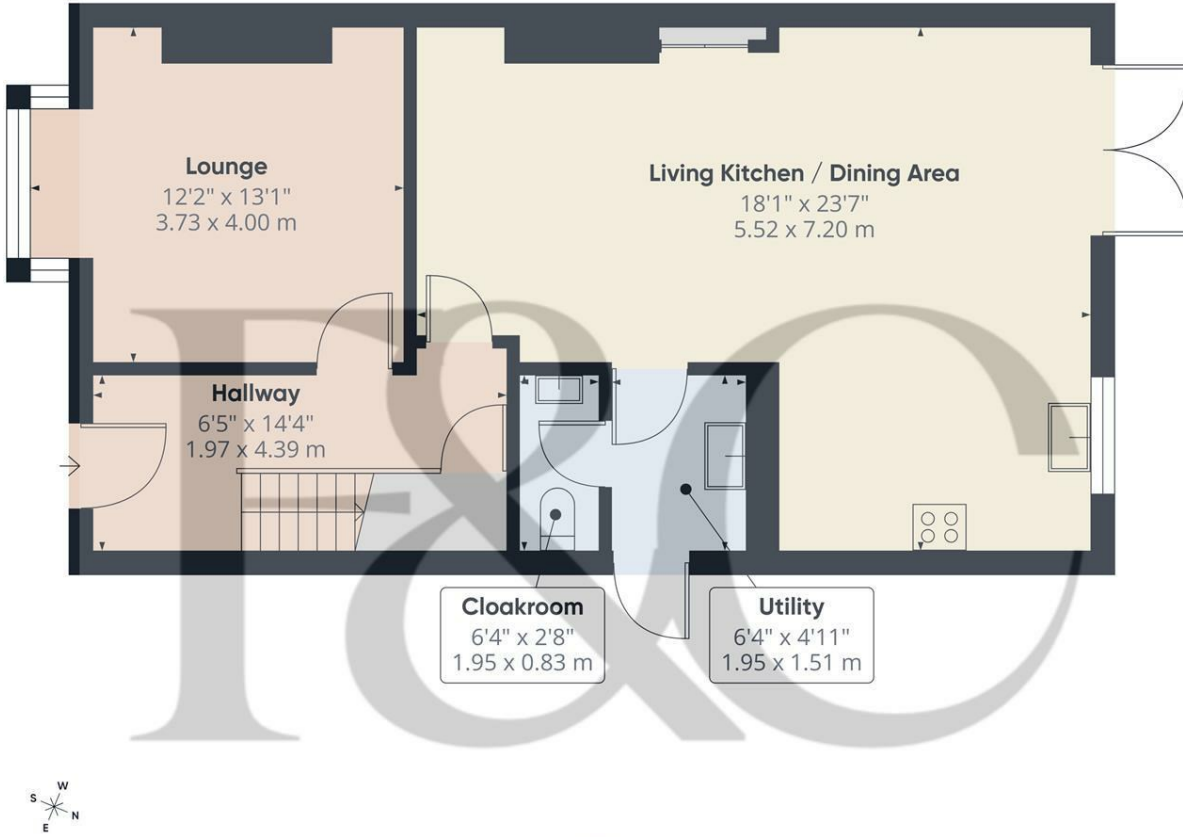 Lounge
12'2" x 13'1"
3.73 x 4.00 m
Living Kitchen / Dining Area
18'1" x 23'7"
5.52 x 7.20 m
Hallway
6'5" x 14'4"
1.97 x 4.39 m
Cloakroom
6'4" x 2'8"
1.95 x 0.83 m
Utility
6'4" x 4'11"
1.95 x 1.51 m
F&C
W
S
N
E